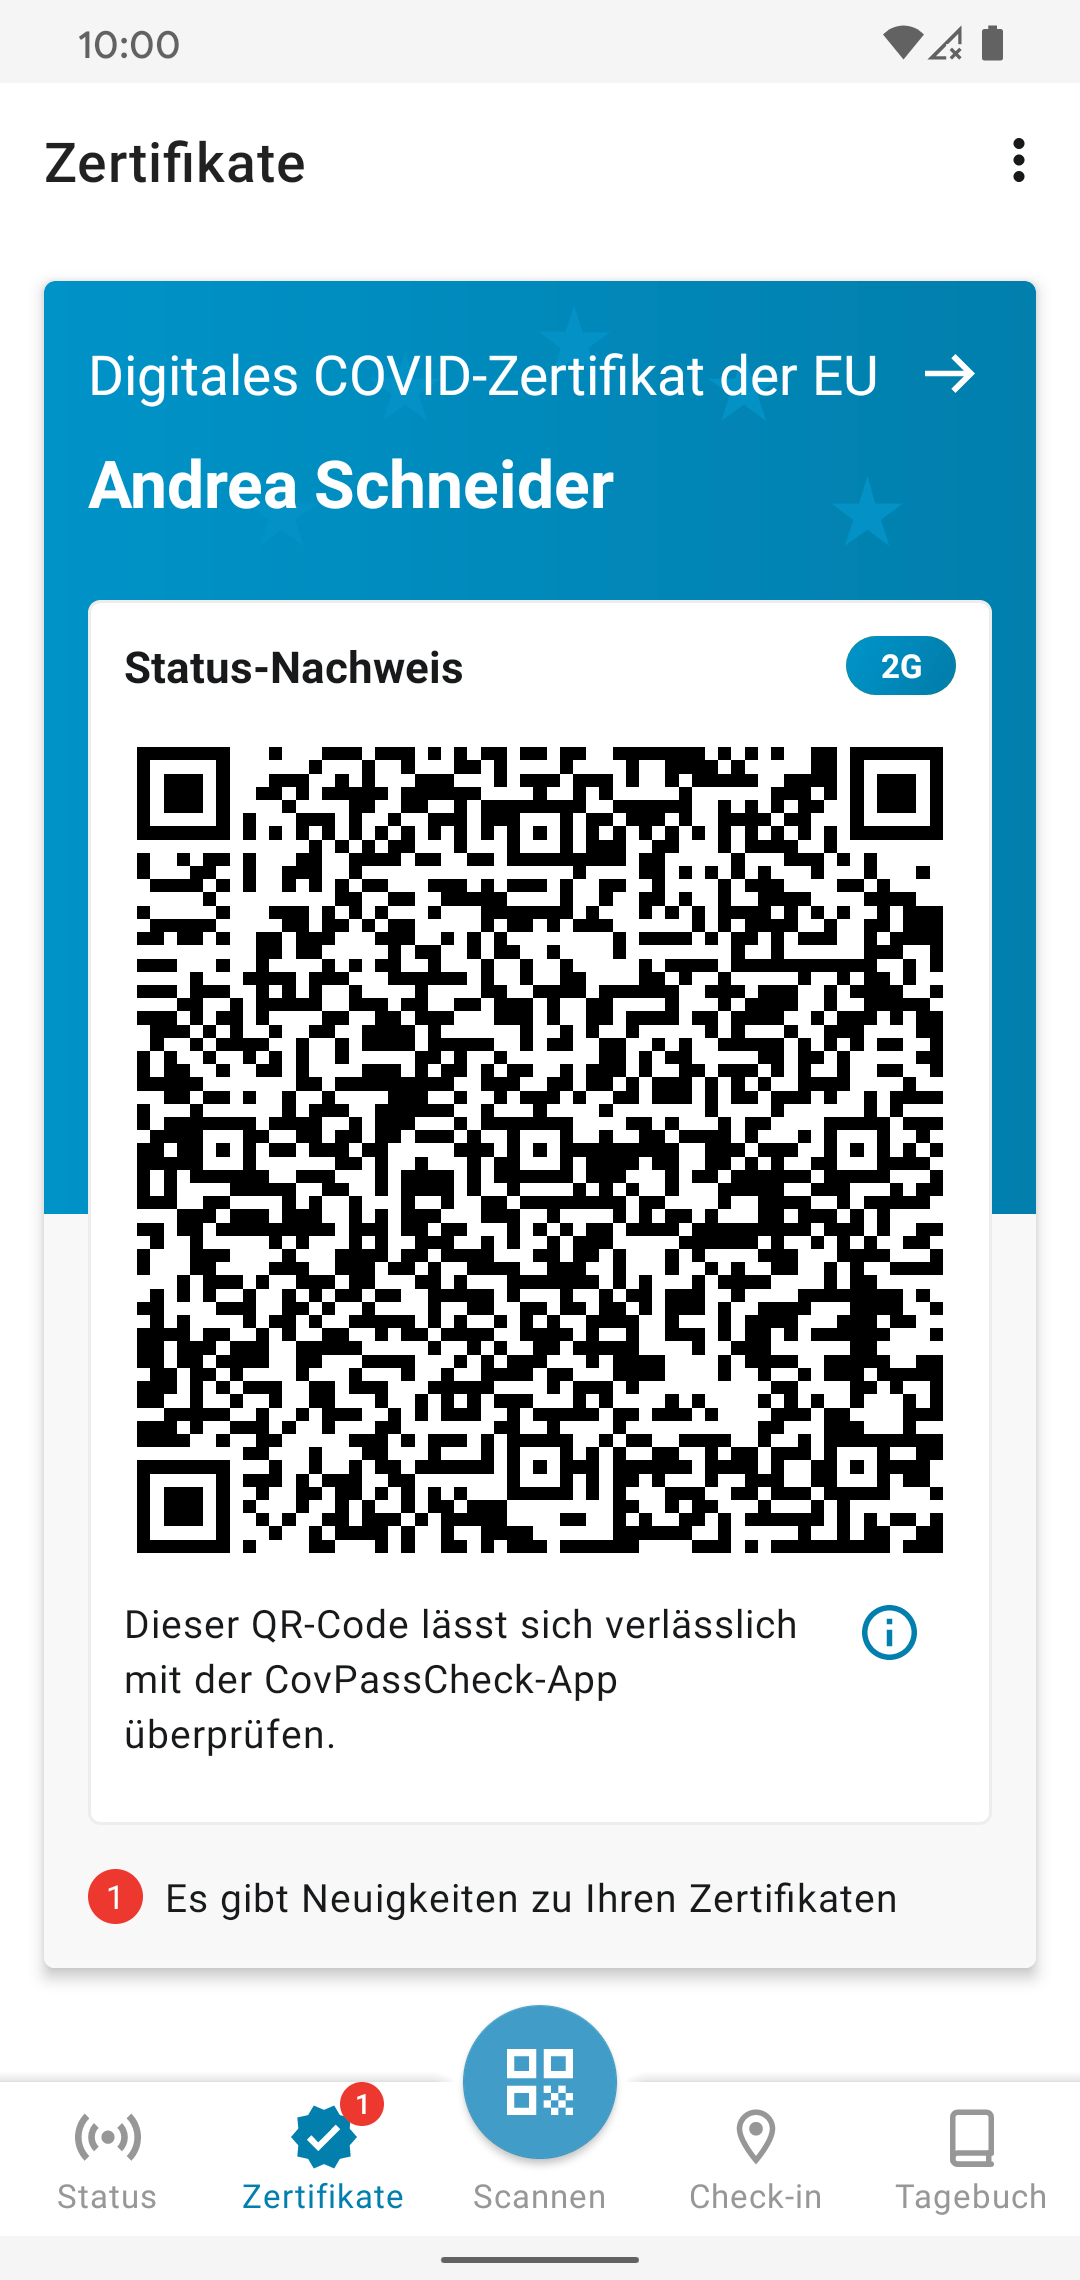 10:00
Zertifikate
Digitales COVID-Zertifikat der EU
Andrea Schneider
Status-Nachweis
2G
Dieser QR-Code lässt sich verlässlich
mit der CovPassCheck-App
überprüfen.
1
Es gibt Neuigkeiten zu Ihren Zertifikaten
1
Status
Zertifikate
Scannen
Check-in
Tagebuch